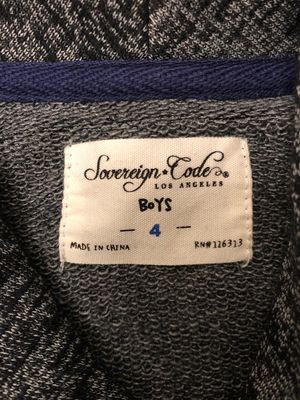 Sovereign★Code®
LOS ANGELES
BOYS
— 4 —
MADE IN CHINA RN#126313